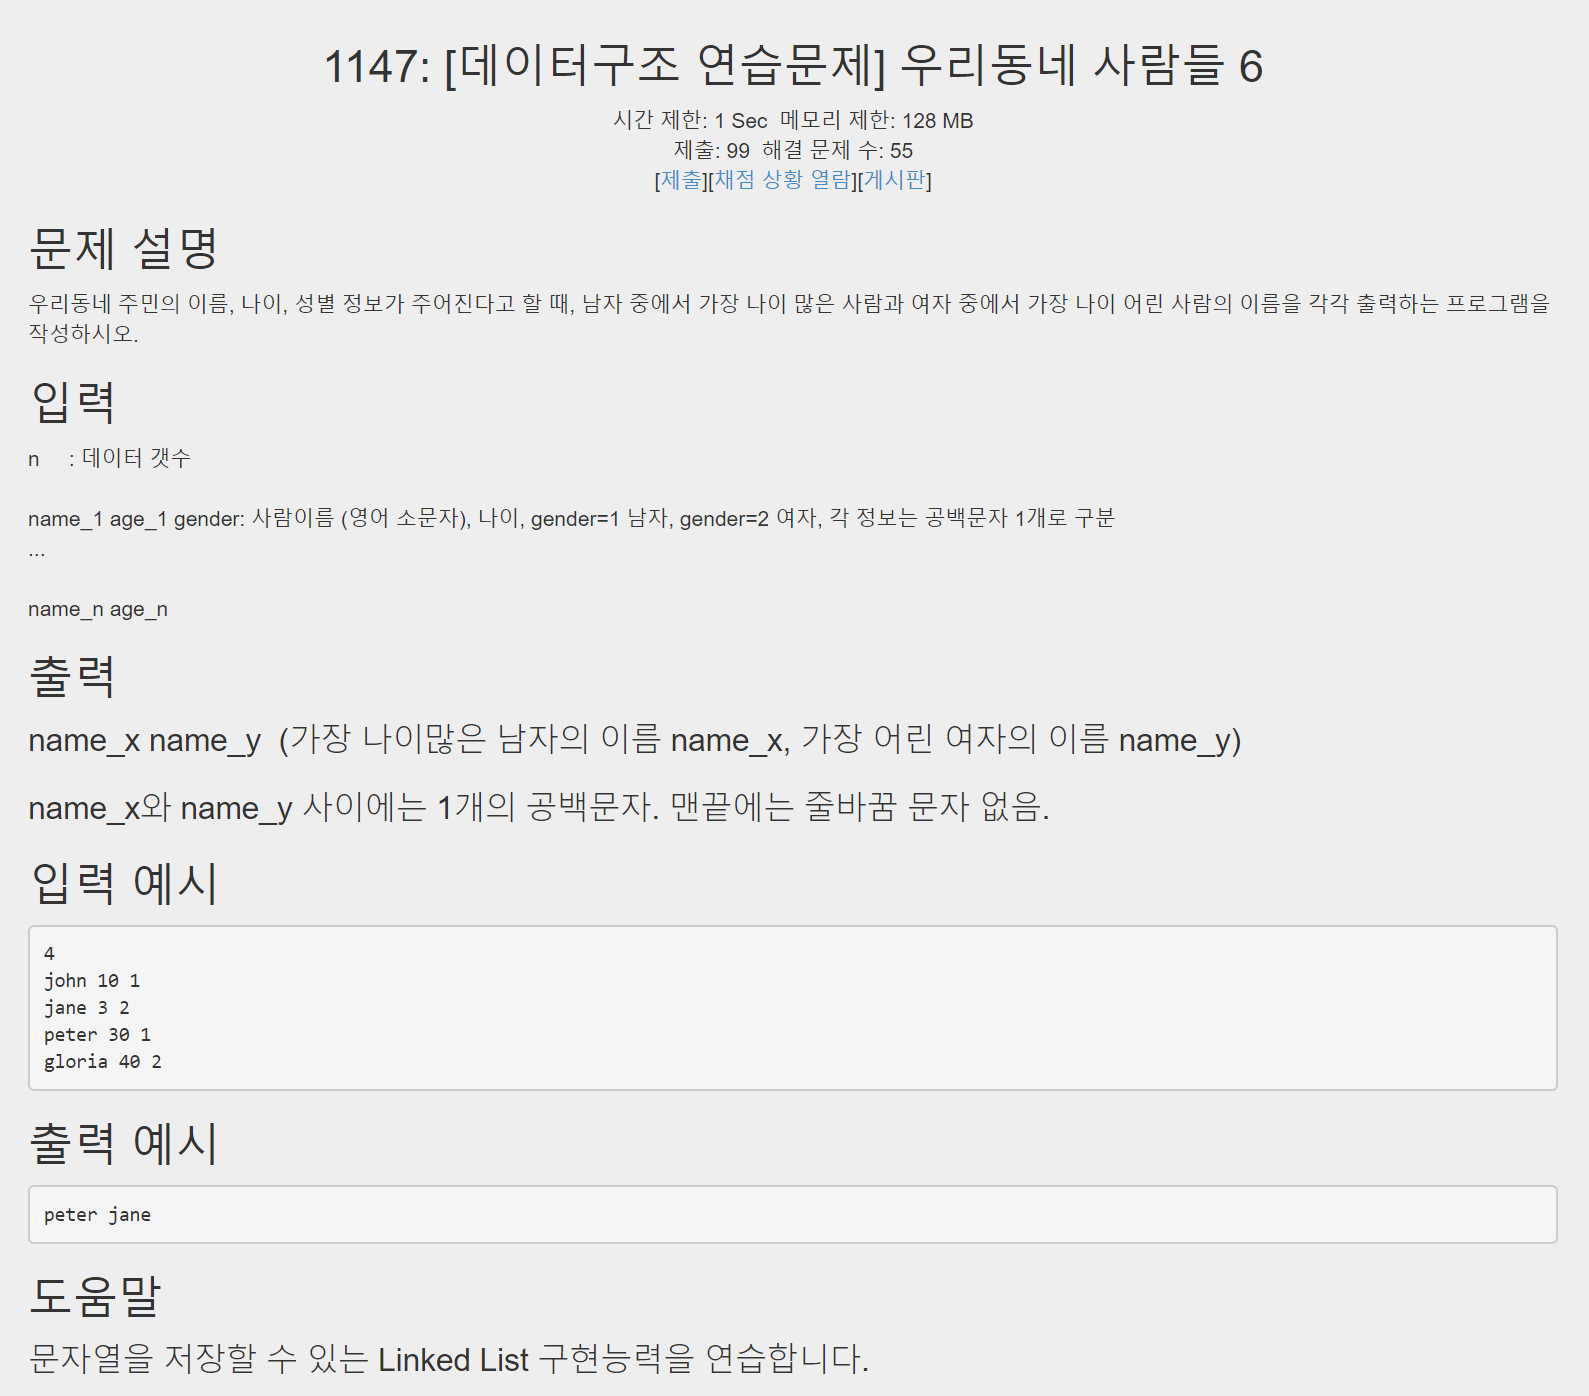 1147: [데이터구조 연습문제] 우리동네 사람들 6
시간 제한: 1 Sec  메모리 제한: 128 MB
제출: 99  해결 문제 수: 55
[제출][채점 상황 열람][게시판]
문제 설명
우리동네 주민의 이름, 나이, 성별 정보가 주어진다고 할 때, 남자 중에서 가장 나이 많은 사람과 여자 중에서 가장 나이 어린 사람의 이름을 각각 출력하는 프로그램을
작성하시오.
입력
n     : 데이터 갯수
name_1 age_1 gender: 사람이름 (영어 소문자), 나이, gender=1 남자, gender=2 여자, 각 정보는 공백문자 1개로 구분
...
name_n age_n
출력
name_x name_y  (가장 나이많은 남자의 이름 name_x, 가장 어린 여자의 이름 name_y)
name_x와 name_y 사이에는 1개의 공백문자. 맨끝에는 줄바꿈 문자 없음.
입력 예시
4
john 10 1
jane 3 2
peter 30 1
gloria 40 2
출력 예시
peter jane
도움말
문자열을 저장할 수 있는 Linked List 구현능력을 연습합니다.